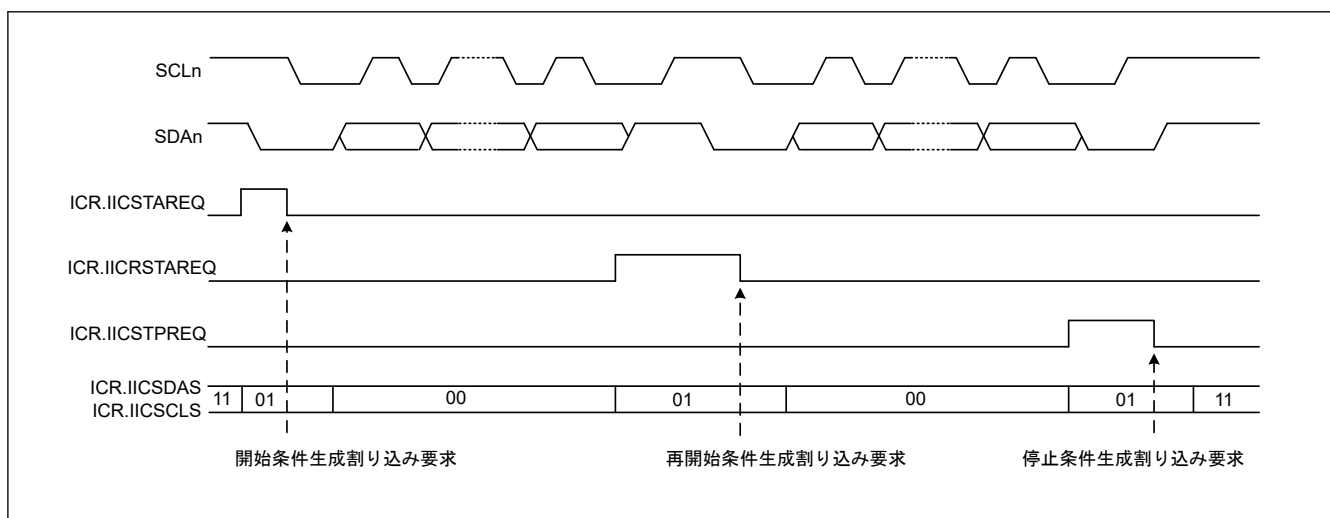 SCLn
SDAn
ICR.IICSTAREQ
ICR.IICRSTAREQ
ICR.IICSTPREQ
ICR.IICSDAS
ICR.IICSCLS
11 01 00 01 00 01 11
開始条件生成割り込み要求 再開始条件生成割り込み要求 停止条件生成割り込み要求